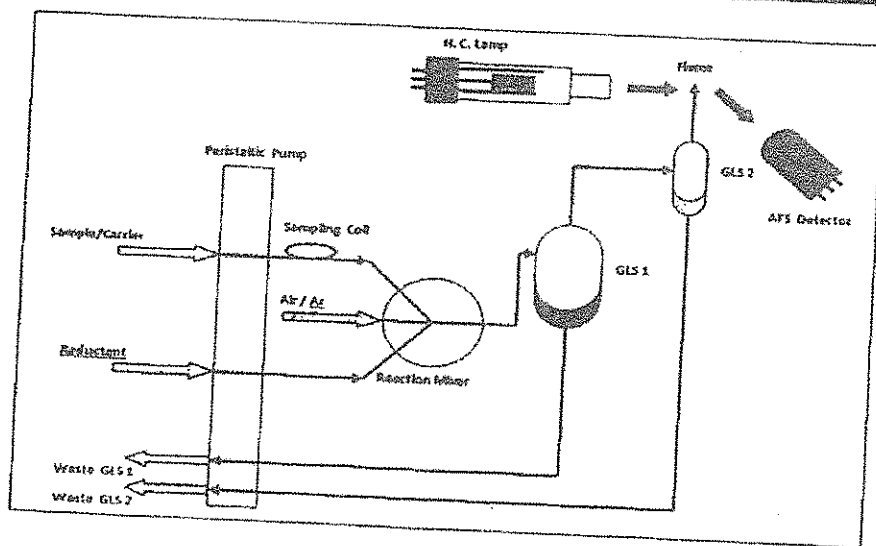 H.C. Lamp
Flame
Peristaltic Pump
GLS 2
AFS Detector
Sampling Coil
Sample/Carrier
GLS 1
Air / Ar
Reductant
Reaction Mixer
Waste GLS 1
Waste GLS 2